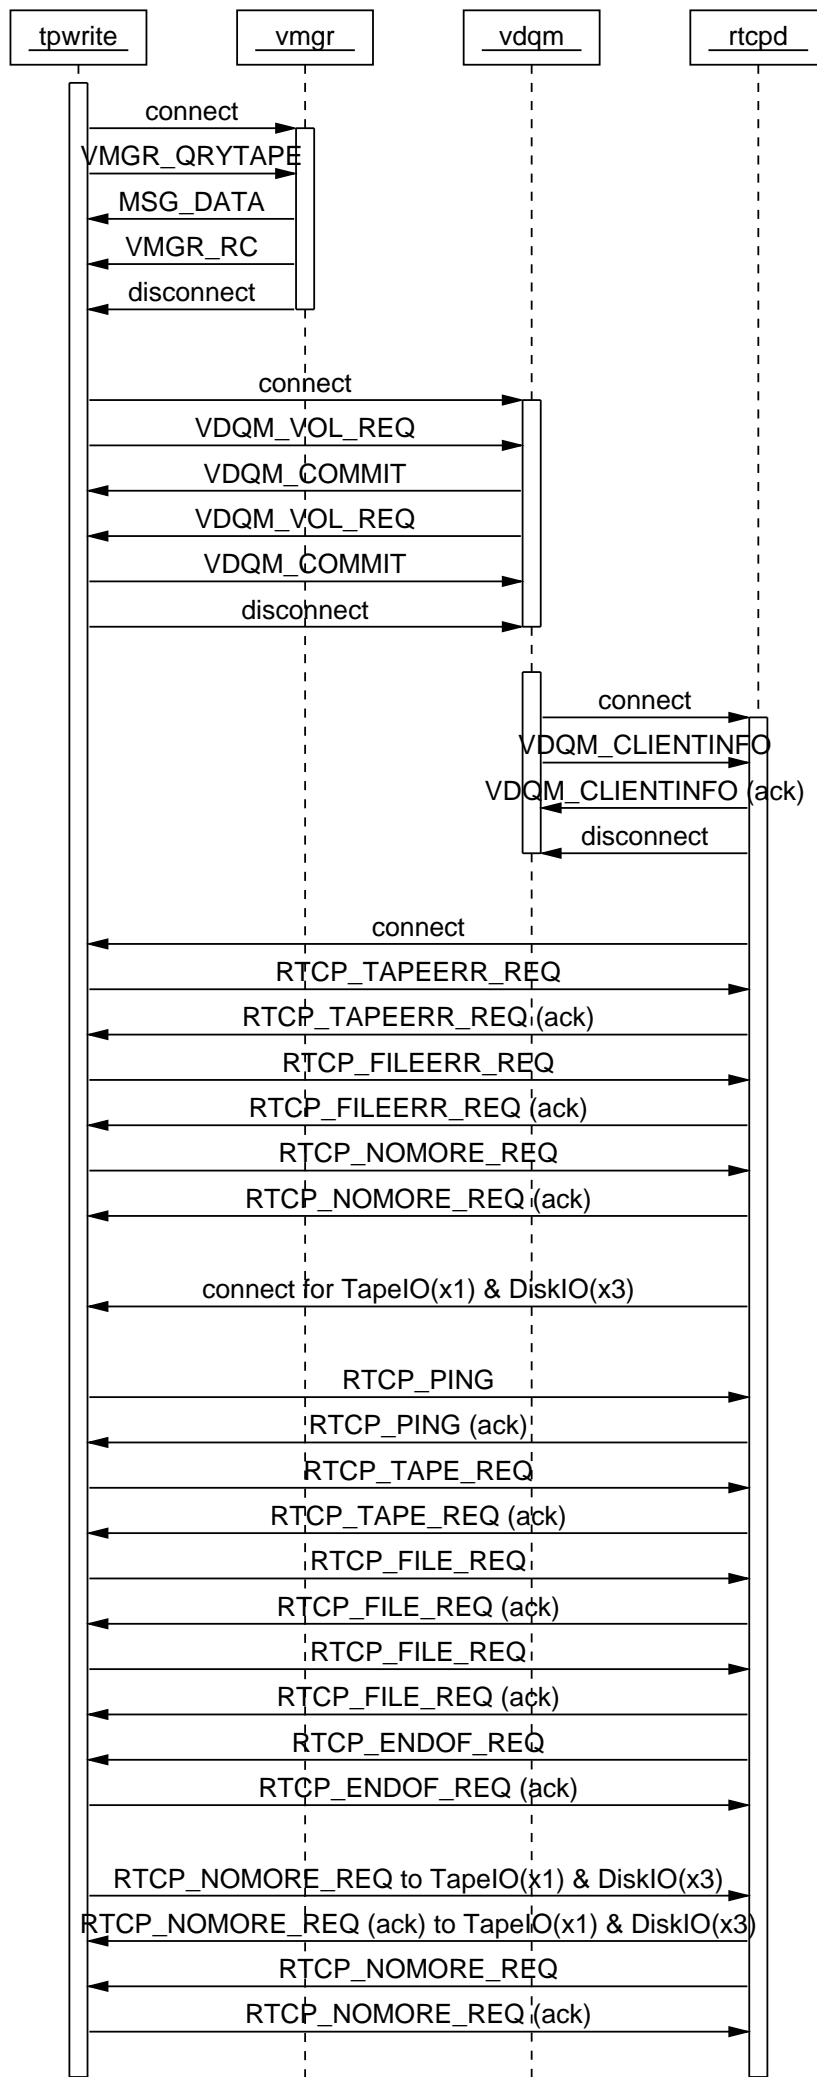 tpwrite
vmgr
vdqm
rtcpd
connect
VMGR_QRYTAPE
MSG_DATA
VMGR_RC
disconnect
connect
VDQM_VOL_REQ
VDQM_COMMIT
VDQM_VOL_REQ
VDQM_COMMIT
disconnect
connect
VDQM_CLIENTINFO
VDQM_CLIENTINFO (ack)
disconnect
connect
RTCP_TAPEERR_REQ
RTCP_TAPEERR_REQ (ack)
RTCP_FILEERR_REQ
RTCP_FILEERR_REQ (ack)
RTCP_NOMORE_REQ
RTCP_NOMORE_REQ (ack)
connect for TapeIO(x1) & DiskIO(x3)
RTCP_PING
RTCP_PING (ack)
RTCP_TAPE_REQ
RTCP_TAPE_REQ (ack)
RTCP_FILE_REQ
RTCP_FILE_REQ (ack)
RTCP_FILE_REQ
RTCP_FILE_REQ (ack)
RTCP_ENDOF_REQ
RTCP_ENDOF_REQ (ack)
RTCP_NOMORE_REQ to TapeIO(x1) & DiskIO(x3)
RTCP_NOMORE_REQ (ack) to TapeIO(x1) & DiskIO(x3)
RTCP_NOMORE_REQ
RTCP_NOMORE_REQ (ack)